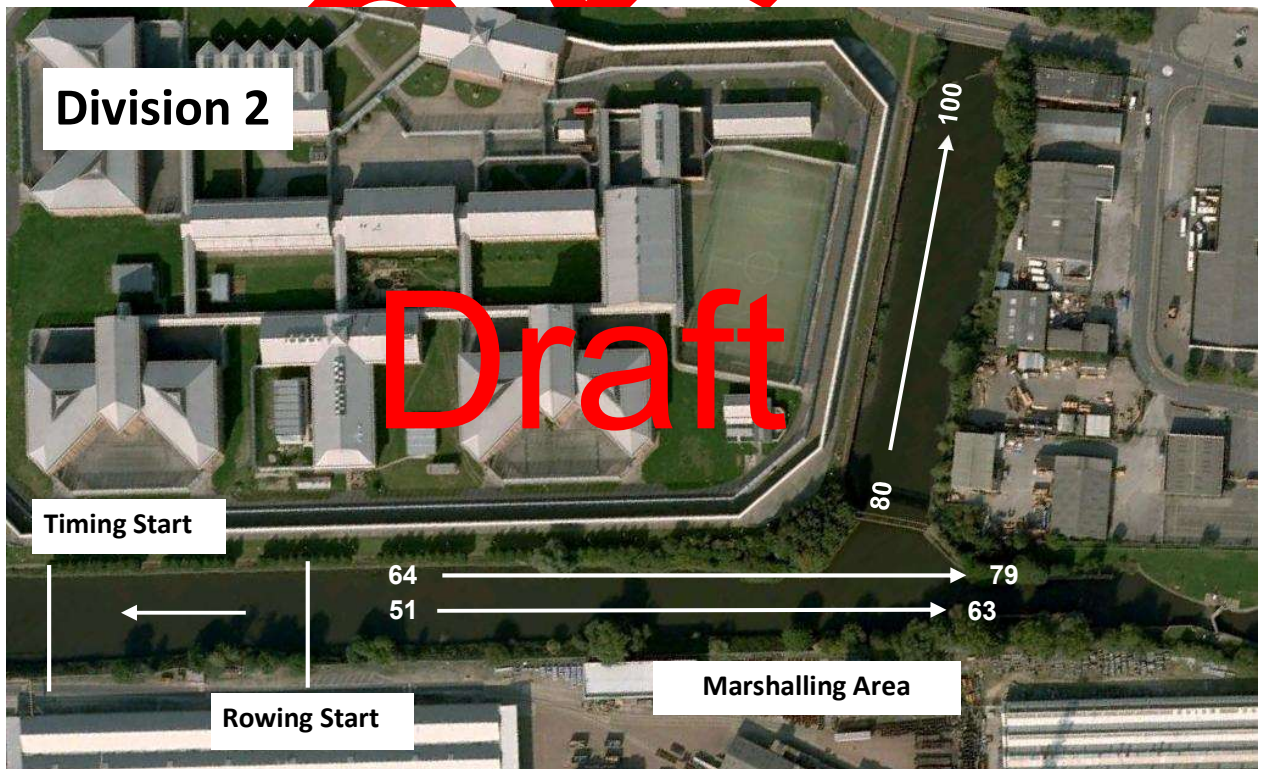 Division 2
100
Draft
80
Timing Start
64 79
51 63
Marshalling Area
Rowing Start